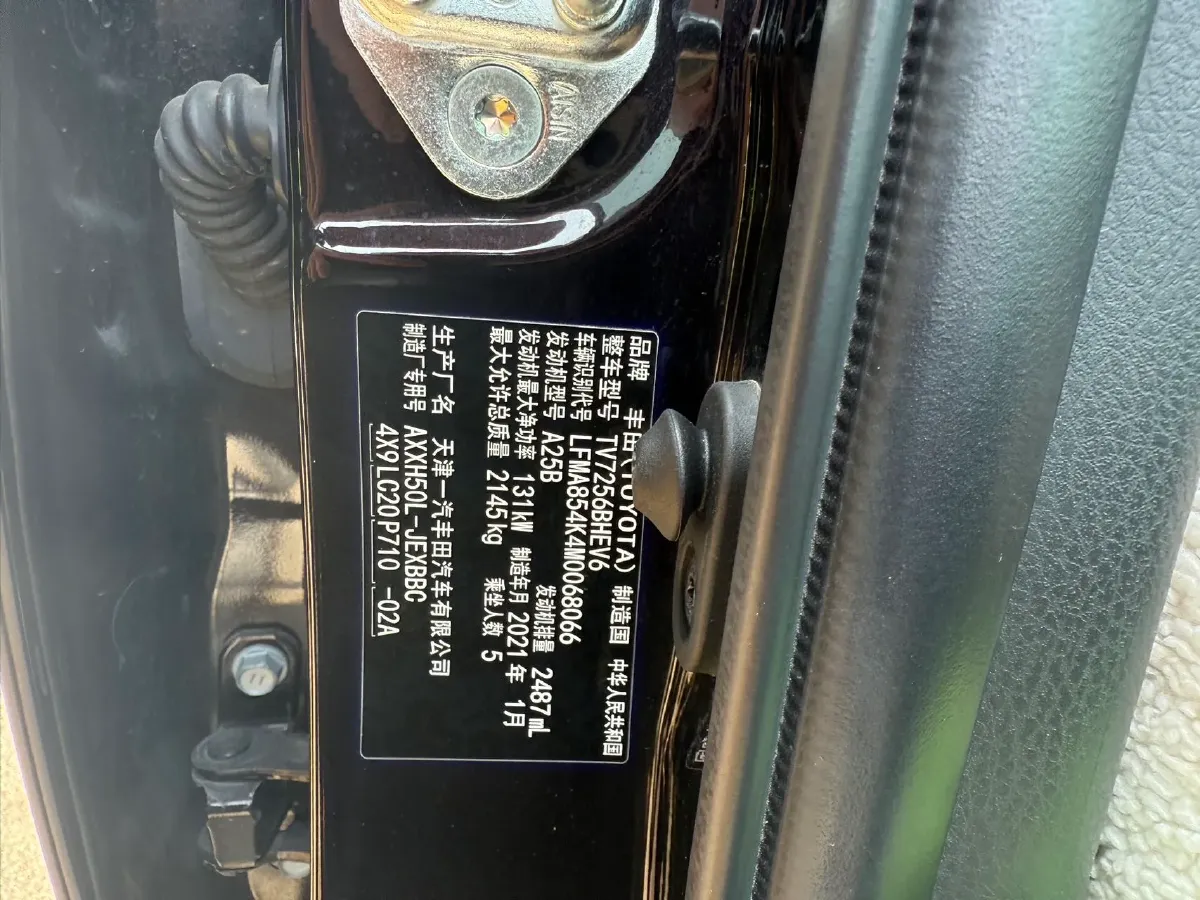 AISIN
品牌 丰田(TOYOTA) 制造国 中华人民共和国
整车型号 TV7256BHEV6
车辆识别代号 LFMA854K4M0068066
发动机型号 A25B 发动机排量 2487mL
发动机最大净功率 131kW 制造年月 2021年 1月
最大允许总质量 2145kg 乘坐人数 5
生产厂名 天津一汽丰田汽车有限公司
制造厂专用号 AXXH50L-JEXBBC
4X9LC20P710 -02A